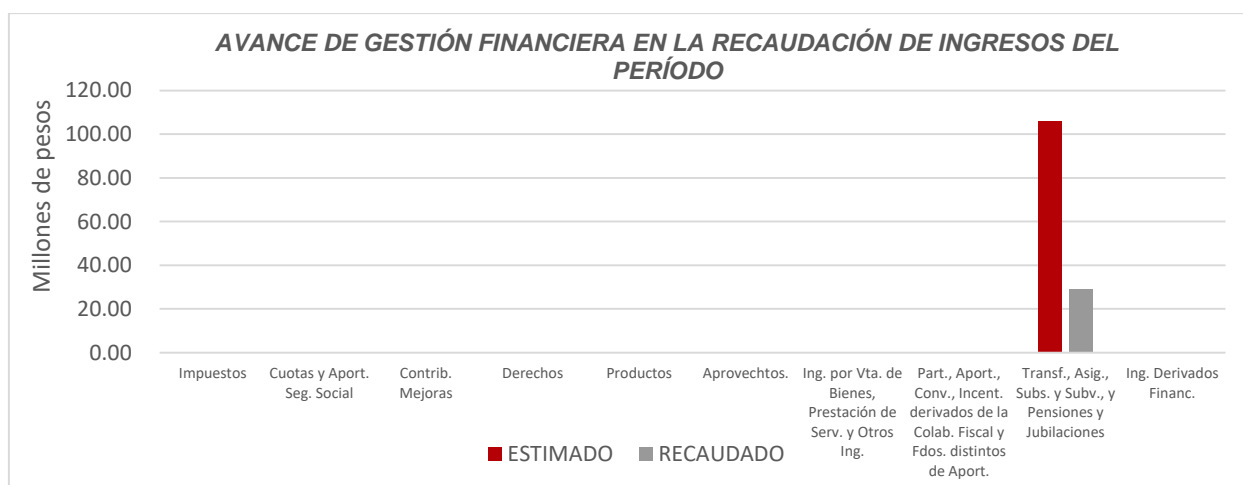 AVANCE DE GESTIÓN FINANCIERA EN LA RECAUDACIÓN DE INGRESOS DEL
PERÍODO
Millones de pesos
120.00
100.00
80.00
60.00
40.00
20.00
0.00
Impuestos
Cuotas y Aport.
Seg. Social
Contrib.
Mejoras
Derechos
Productos
Aprovechtos.
Ing. por Vta. de
Bienes,
Prestación de
Serv. y Otros
Ing.
Part., Aport.,
Conv., Incent.
derivados de la
Colab. Fiscal y
Fdos. distintos
de Aport.
Transf., Asig.,
Subs. y Subv., y
Pensiones y
Jubilaciones
Ing. Derivados
Financ.
ESTIMADO
RECAUDADO